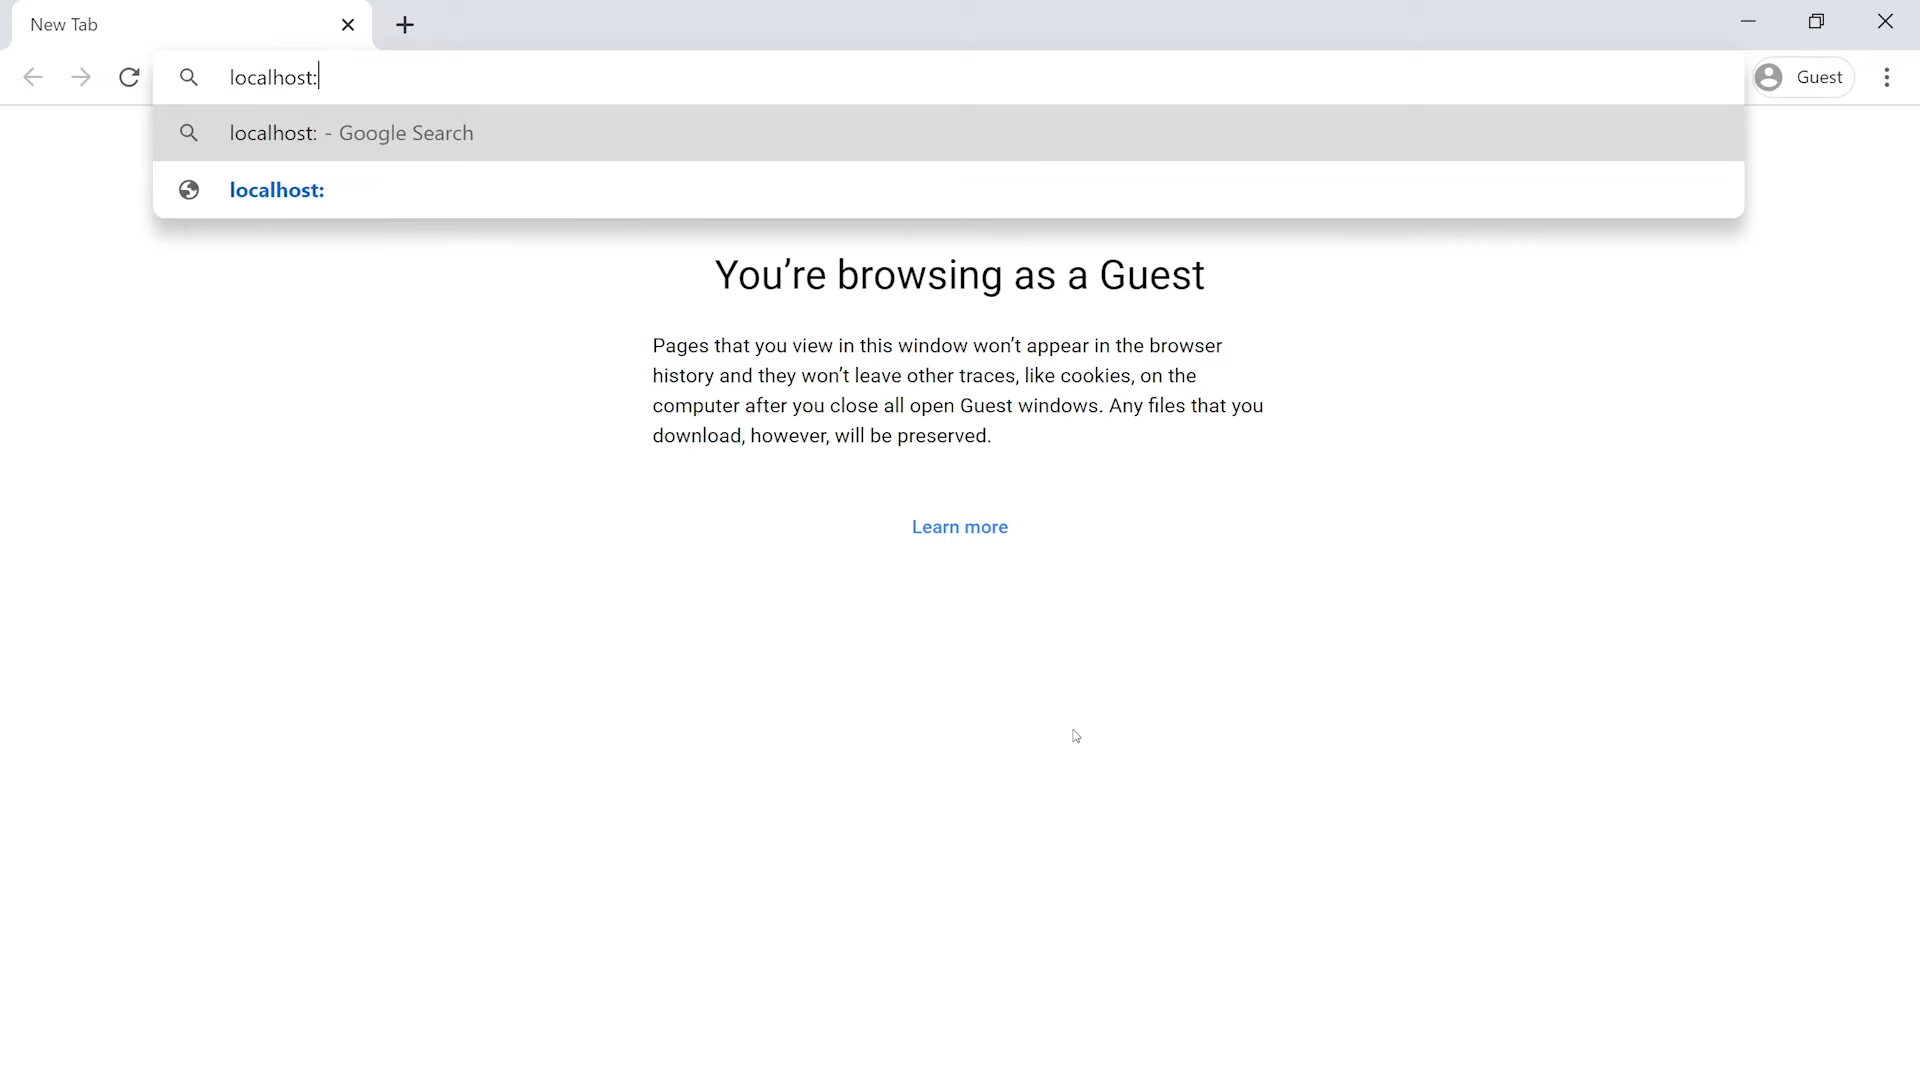 New Tab
localhost:
Guest
localhost: - Google Search
localhost:
You’re browsing as a Guest
Pages that you view in this window won’t appear in the browser
history and they won’t leave other traces, like cookies, on the
computer after you close all open Guest windows. Any files that you
download, however, will be preserved.
Learn more